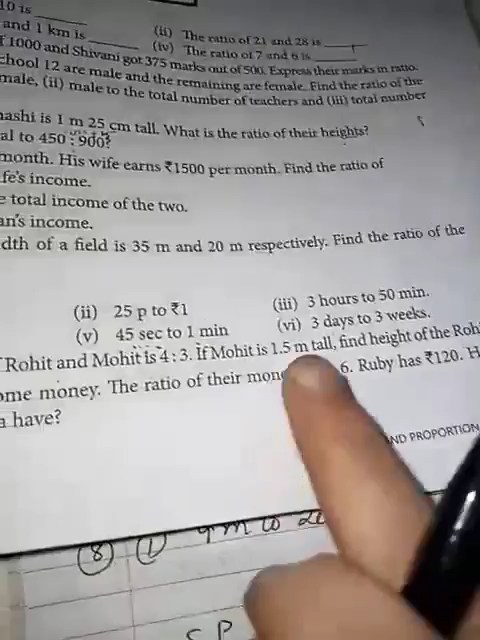 10 is
(ii) The ratio of 21 and 28 is
and 1 km is
(iv) The ratio of 7 and 6 is
1000 and Shivani got 375 marks out of 500. Express their marks in ratio.
chool 12 are male and the remaining are female. Find the ratio of the
male, (ii) male to the total number of teachers and (iii) total number
ashi is 1 m 25 cm tall. What is the ratio of their heights?
al to 450 : 900?
month. His wife earns ₹1500 per month. Find the ratio of
fe's income.
e total income of the two.
an's income.
dth of a field is 35 m and 20 m respectively. Find the ratio of the
(ii) 25 p to ₹1
(iii) 3 hours to 50 min.
(v) 45 sec to 1 min
(vi) 3 days to 3 weeks.
Rohit and Mohit is 4 : 3. If Mohit is 1.5 m tall, find height of the Roh
ome money. The ratio of their mon 6. Ruby has ₹120. H
a have?
ND PROPORTION
(8) (i) 9 m to